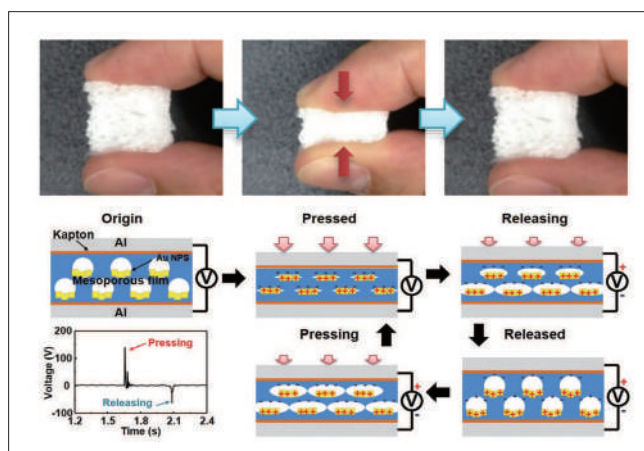 Origin
Pressed
Releasing
Kapton
Al
Au NPS
Mesoporous film
Al
V
V
V
+
-
Pressing
Released
V
+
-
V
+
-
200
100
0
-100
Voltage (V)
Pressing
Releasing
1.2
1.5
1.8
2.1
2.4
Time (s)